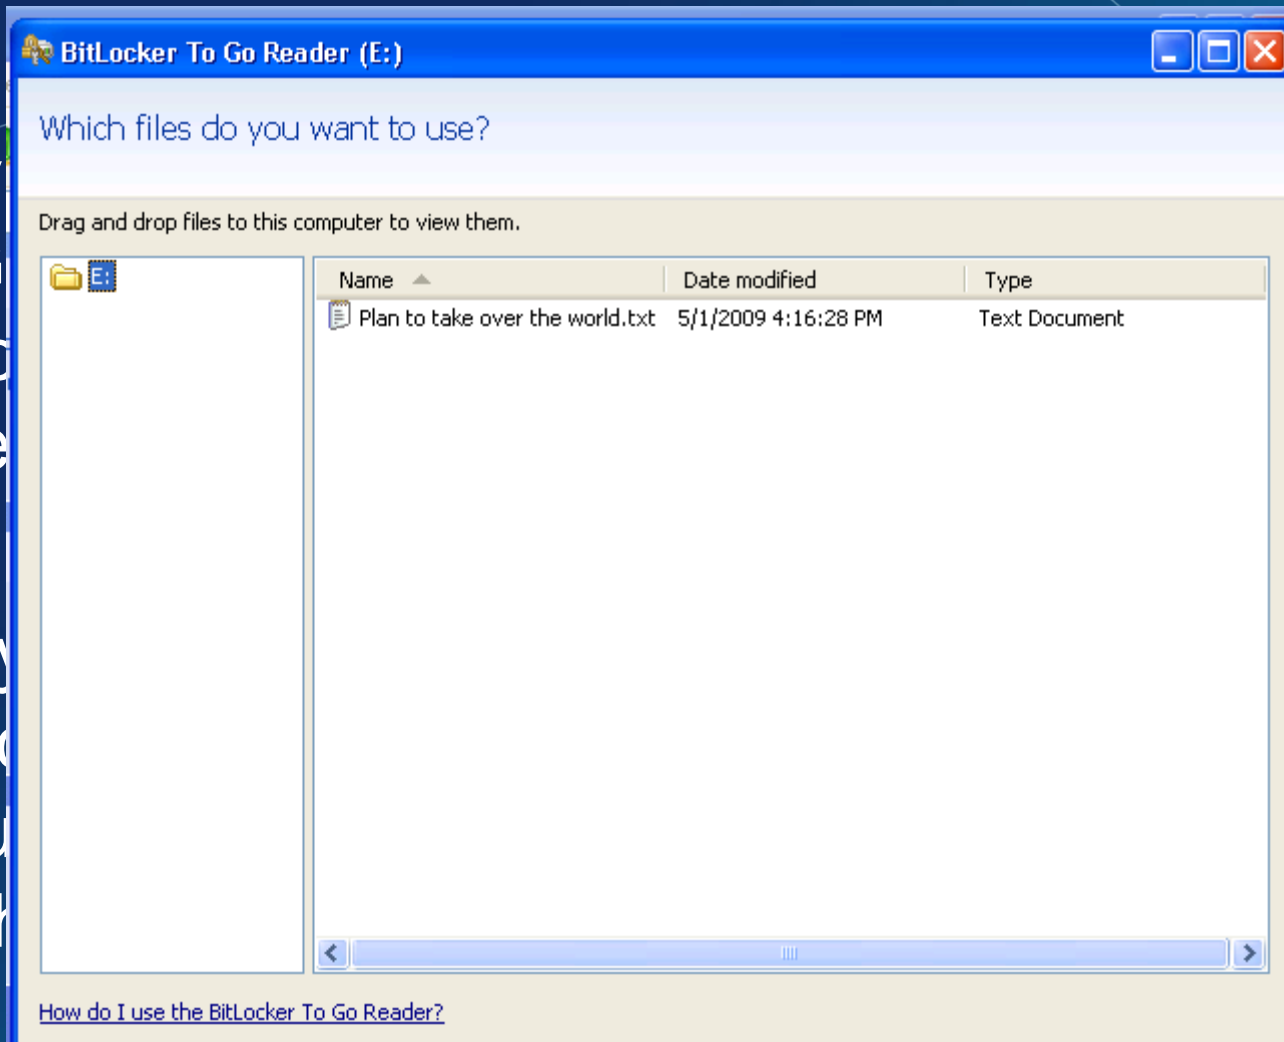 BitLocker To Go Reader (E:)
Which files do you want to use?
Drag and drop files to this computer to view them.
E:
Name Date modified Type
Plan to take over the world.txt 5/1/2009 4:16:28 PM Text Document
How do I use the BitLocker To Go Reader?